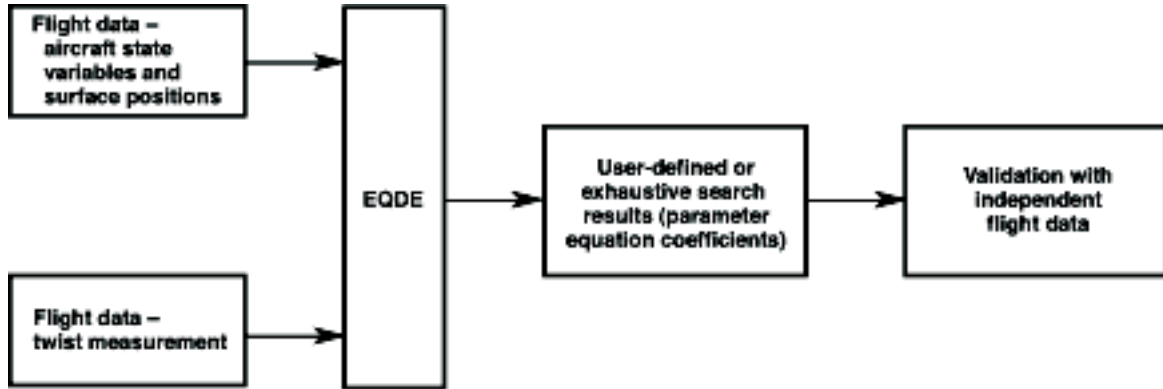 Flight data –
aircraft state
variables and
surface positions
Flight data –
twist measurement
EQDE
User-defined or
exhaustive search
results (parameter
equation coefficients)
Validation with
independent
flight data